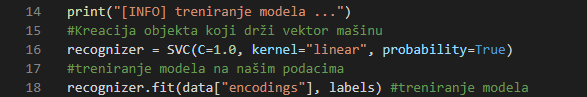 14 print("[INFO] treniranje modela ...")
15 #Kreacija objekta koji drži vektor mašinu
16 recognizer = SVC(C=1.0, kernel="linear", probability=True)
17 #treniranje modela na našim podacima
18 recognizer.fit(data["encodings"], labels) #treniranje modela